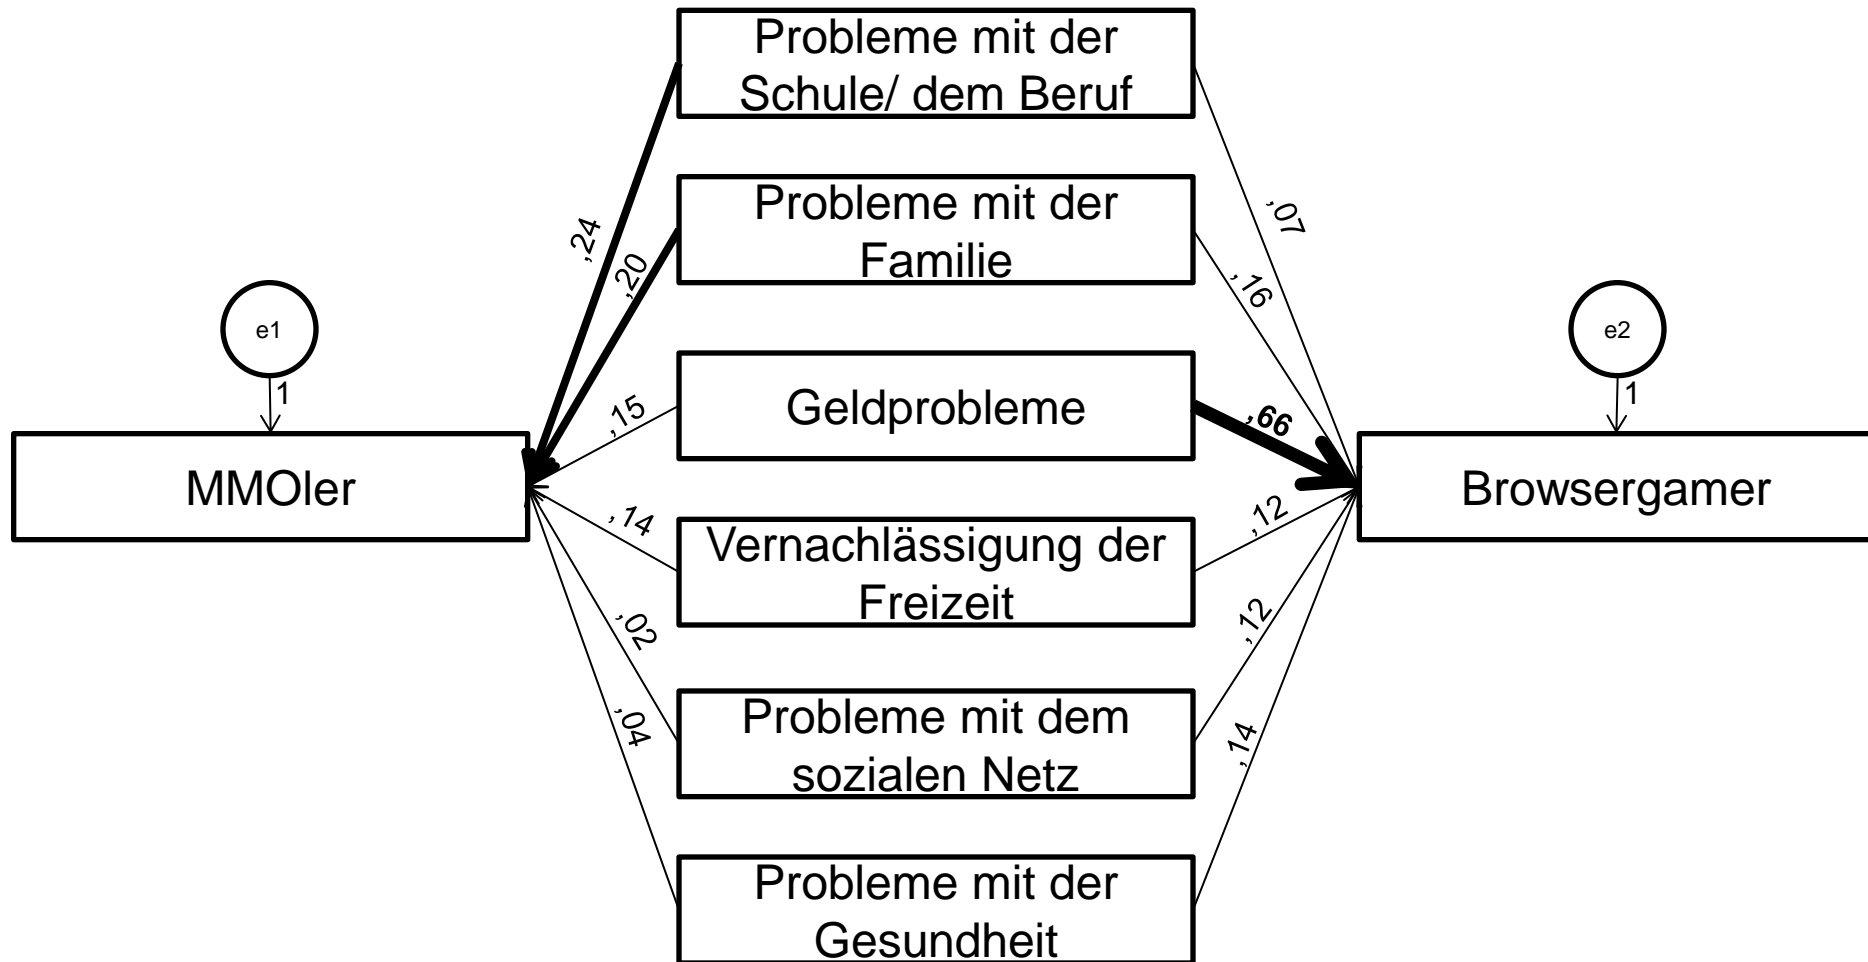 Probleme mit der
Schule/ dem Beruf
,24
,07
Probleme mit der
Familie
,20
,16
e1
1
e2
1
Geldprobleme
,15
,66
MMOler
Browsergamer
Vernachlässigung der
Freizeit
,14
,12
Probleme mit dem
sozialen Netz
,02
,12
Probleme mit der
Gesundheit
,04
,14